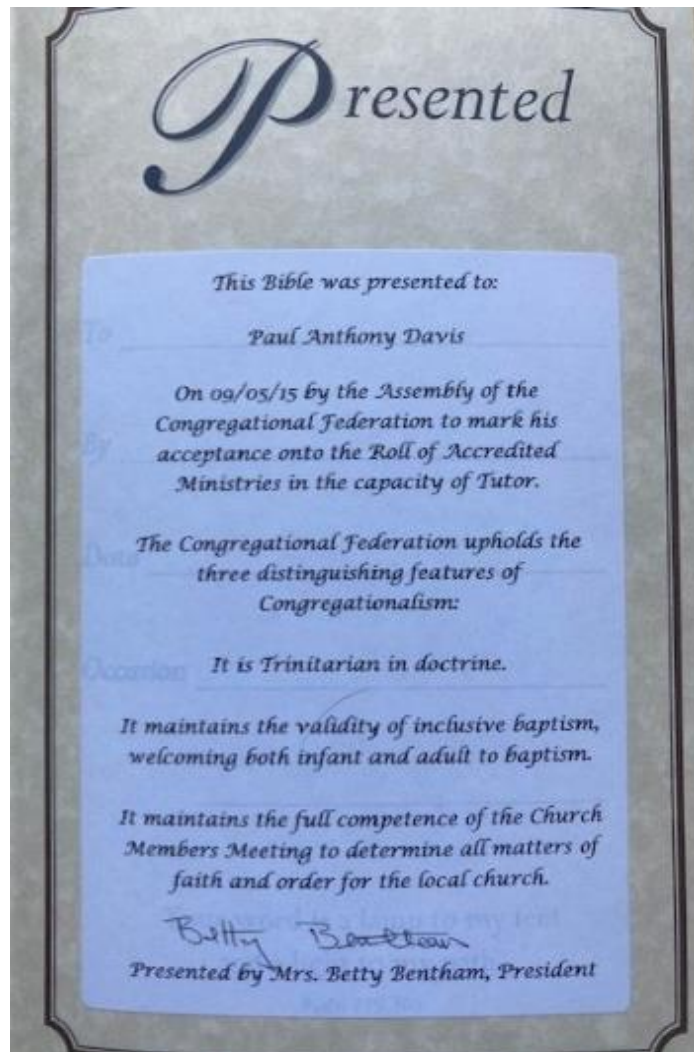 Presented
This Bible was presented to:
To
Paul Anthony Davis
On 09/05/15 by the Assembly of the
Congregational Federation to mark his
By
acceptance onto the Roll of Accredited
Ministries in the capacity of Tutor.
The Congregational Federation upholds the
Date
three distinguishing features of
Congregationalism:
Occasion
It is Trinitarian in doctrine.
It maintains the validity of inclusive baptism,
welcoming both infant and adult to baptism.
It maintains the full competence of the Church
Members Meeting to determine all matters of
faith and order for the local church.
Betty Bentham
Presented by Mrs. Betty Bentham, President